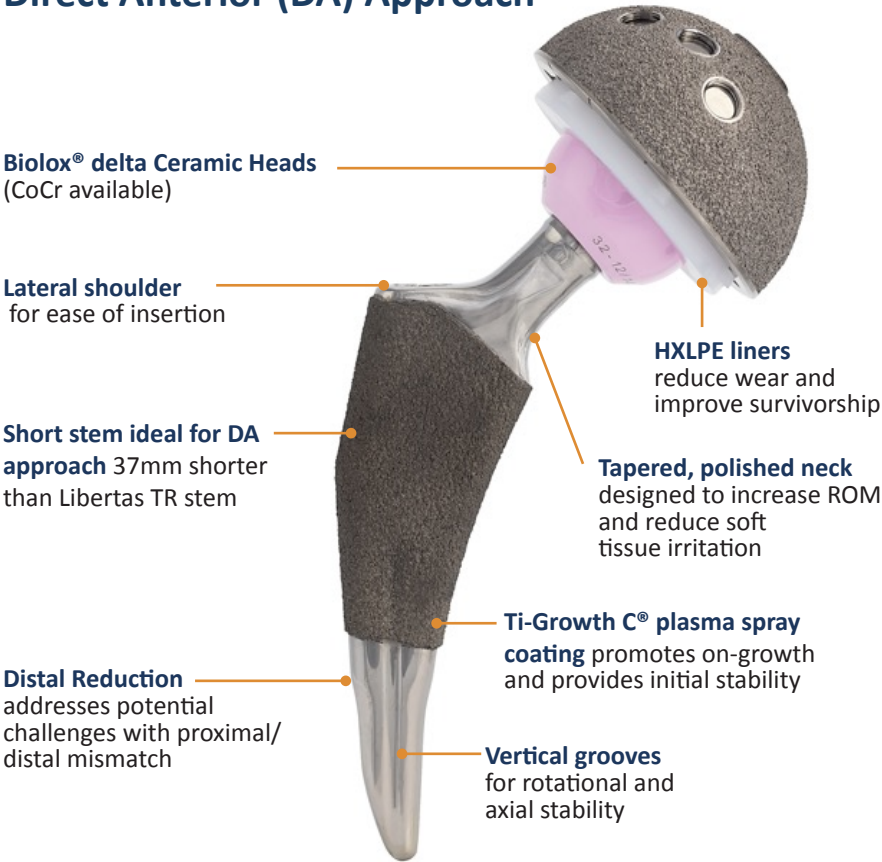 Direct Anterior (DA) Approach
Biolox® delta Ceramic Heads
(CoCr available)
Lateral shoulder
for ease of insertion
HXLPE liners
reduce wear and
improve survivorship
Short stem ideal for DA
approach 37mm shorter
than Libertas TR stem
Tapered, polished neck
designed to increase ROM
and reduce soft
tissue irritation
Ti-Growth C® plasma spray
coating promotes on-growth
and provides initial stability
Distal Reduction
addresses potential
challenges with proximal/
distal mismatch
Vertical grooves
for rotational and
axial stability
32 - 12/